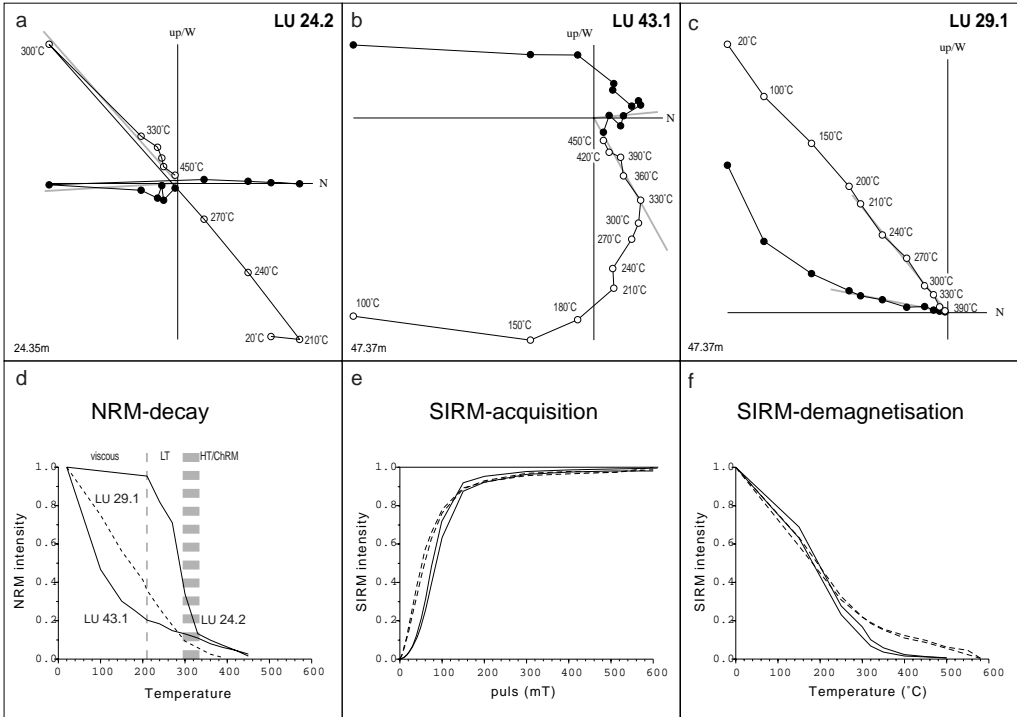 a
LU 24.2
up/W
300˚C
330˚C
450˚C
N
270˚C
240˚C
20˚C
210˚C
24.35m
b
LU 43.1
up/W
N
450˚C
420˚C
390˚C
360˚C
330˚C
300˚C
270˚C
240˚C
210˚C
180˚C
150˚C
100˚C
47.37m
c
LU 29.1
up/W
20˚C
100˚C
150˚C
200˚C
210˚C
240˚C
270˚C
300˚C
330˚C
390˚C
N
47.37m
d
NRM-decay
viscous
LT
HT/ChRM
1.0
0.8
0.6
0.4
0.2
0.0
NRM intensity
LU 29.1
LU 43.1
LU 24.2
0 100 200 300 400 500 600
Temperature
e
SIRM-acquisition
1.0
0.8
0.6
0.4
0.2
0.0
SIRM intensity
0 100 200 300 400 500 600
puls (mT)
f
SIRM-demagnetisation
1.0
0.8
0.6
0.4
0.2
0.0
SIRM intensity
0 100 200 300 400 500 600
Temperature (˚C)